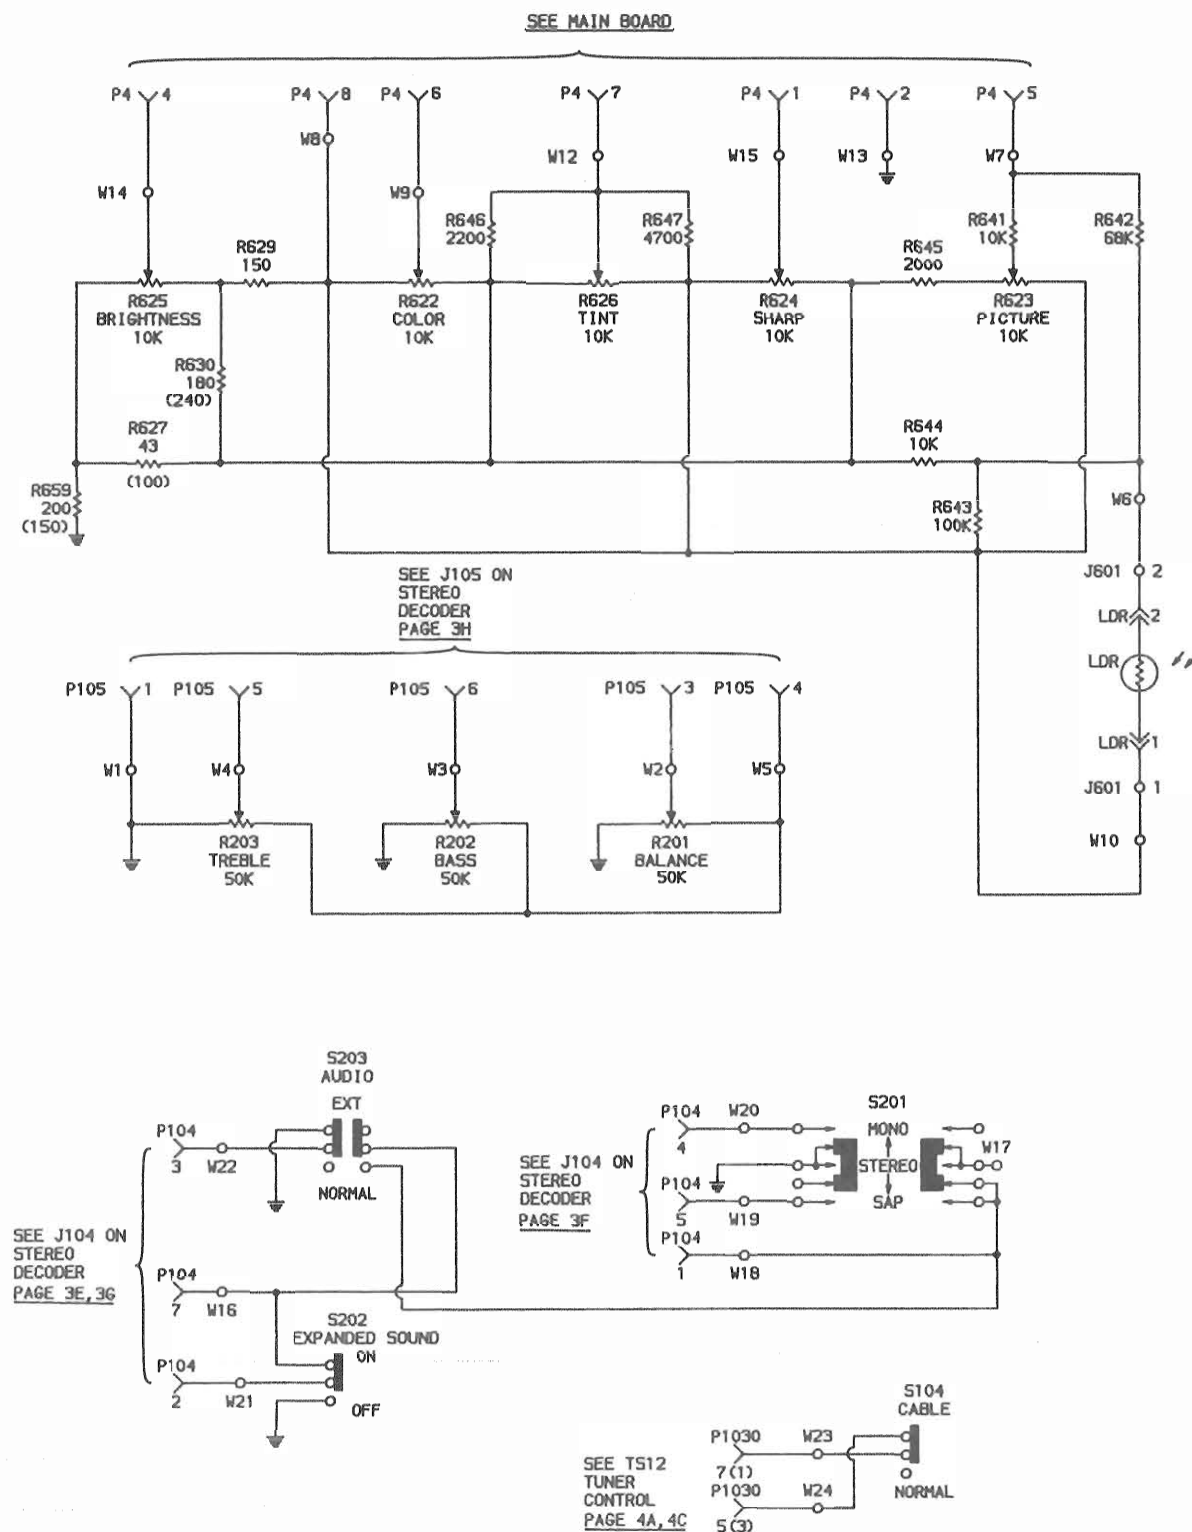 SEE MAIN BOARD
P4 4
P4 8
P4 6
P4 7
P4 1
P4 2
P4 5
W8
W14
W9
W12
W15
W13
W7
R646
2200
R647
4700
R641
10K
R642
68K
R629
150
R645
2000
R625
BRIGHTNESS
10K
R622
COLOR
10K
R626
TINT
10K
R624
SHARP
10K
R623
PICTURE
10K
R630
180
(240)
R627
43
(100)
R644
10K
R659
200
(150)
R643
100K
W6
SEE J105 ON
STEREO
DECODER
PAGE 3H
J601 2
LDR 2
LDR
LDR 1
J601 1
W10
P105 1
P105 5
P105 6
P105 3
P105 4
W1
W4
W3
W2
W5
R203
TREBLE
50K
R202
BASS
50K
R201
BALANCE
50K
S203
AUDIO
EXT
NORMAL
P104
3
W22
SEE J104 ON
STEREO
DECODER
PAGE 3E,3G
P104
7
W16
S202
EXPANDED SOUND
ON
OFF
P104
2
W21
SEE J104 ON
STEREO
DECODER
PAGE 3F
P104
4
W20
S201
MONO
STEREO
SAP
W17
P104
5
W19
P104
1
W18
S104
CABLE
NORMAL
SEE TS12
TUNER
CONTROL
PAGE 4A,4C
P1030
7(1)
W23
P1030
5(3)
W24